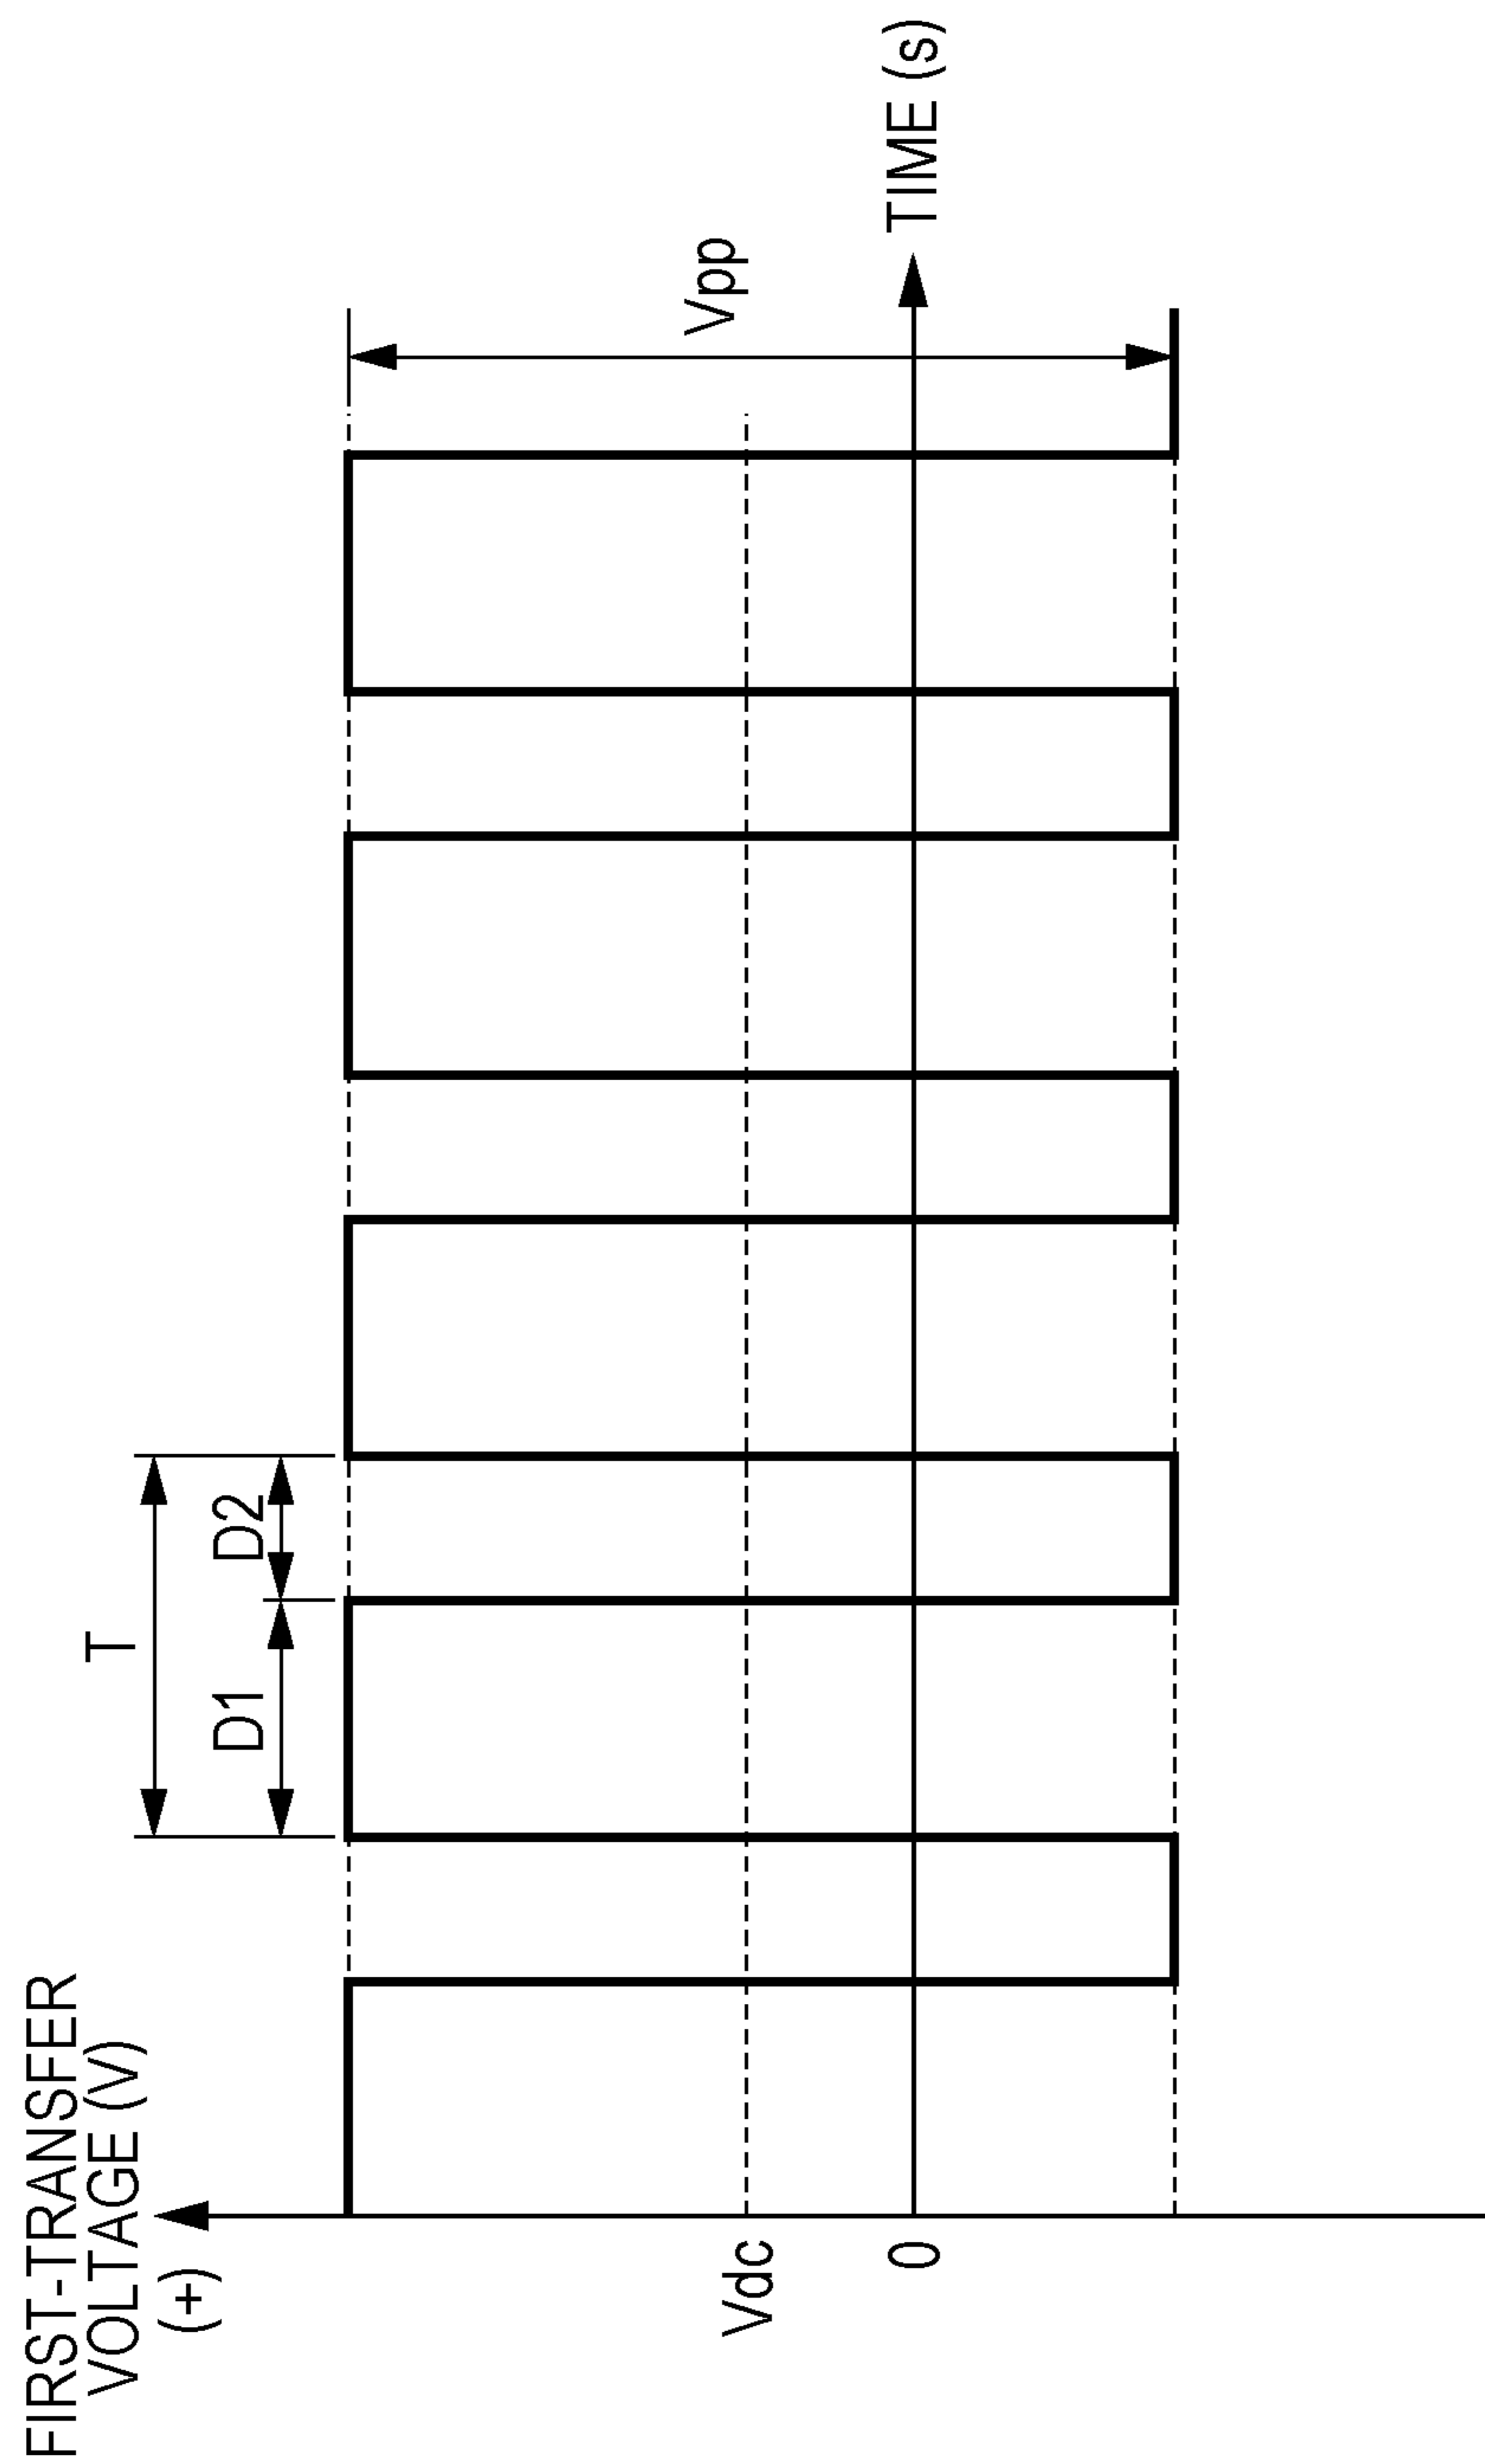 FIRST-TRANSFER
VOLTAGE (V)
(+)
T
D1
D2
Vpp
Vdc
0
TIME (s)